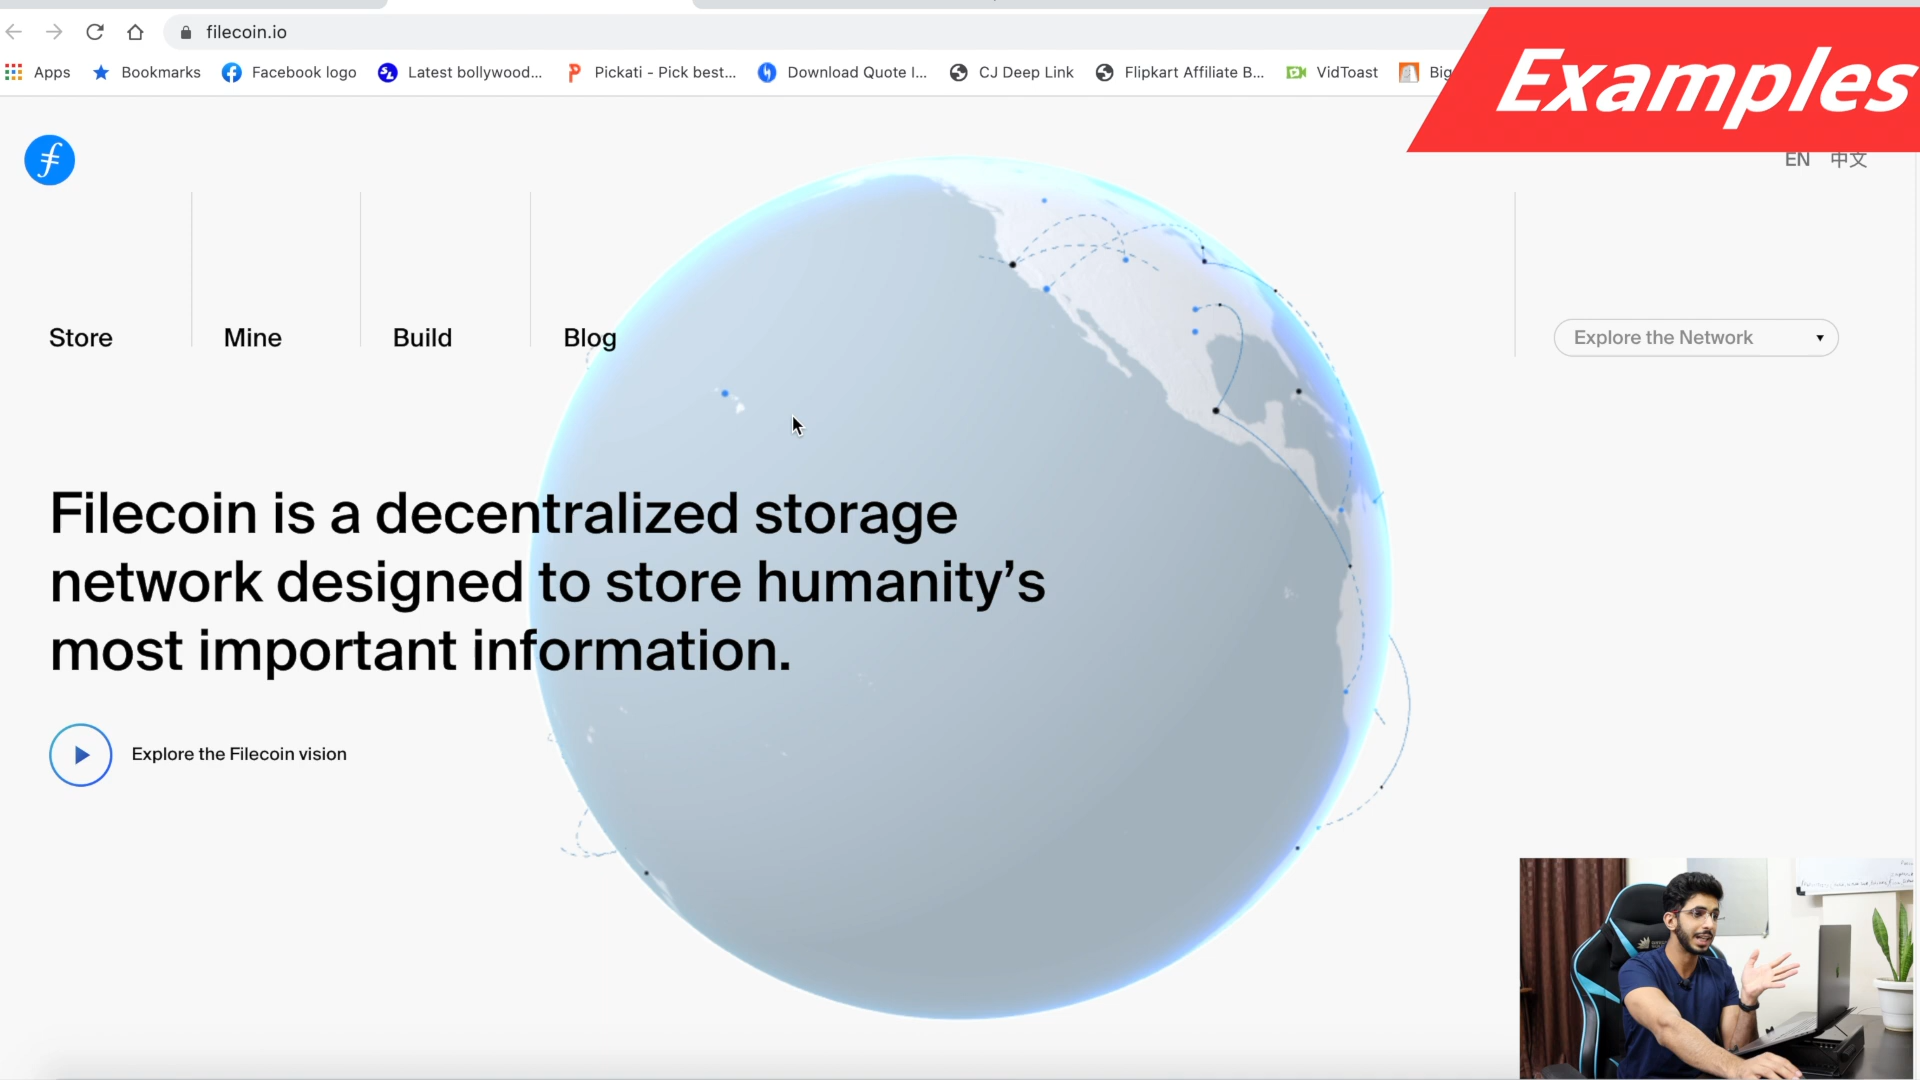 filecoin.io
Apps
Bookmarks
Facebook logo
Latest bollywood...
Pickati - Pick best...
Download Quote I...
CJ Deep Link
Flipkart Affiliate B...
VidToast
Big
Examples
EN 中文
Store
Mine
Build
Blog
Explore the Network
Filecoin is a decentralized storage
network designed to store humanity’s
most important information.
Explore the Filecoin vision